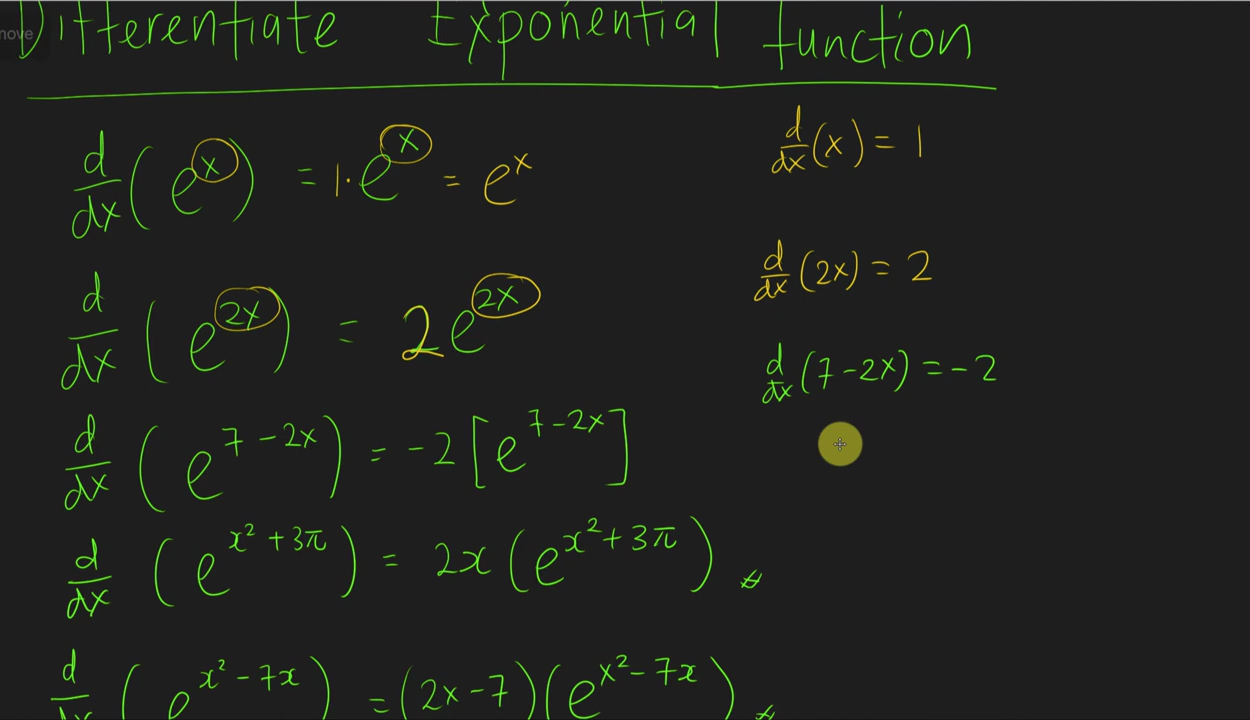 Differentiate Exponential function
move
d/dx (e^x) = 1·e^x = e^x
d/dx (x) = 1
d/dx (e^2x) = 2e^2x
d/dx (2x) = 2
d/dx (7-2x) = -2
d/dx (e^7-2x) = -2[e^7-2x]
d/dx (e^x²+3π) = 2x(e^x²+3π)
d/dx (e^x²-7x) = (2x-7)(e^x²-7x)